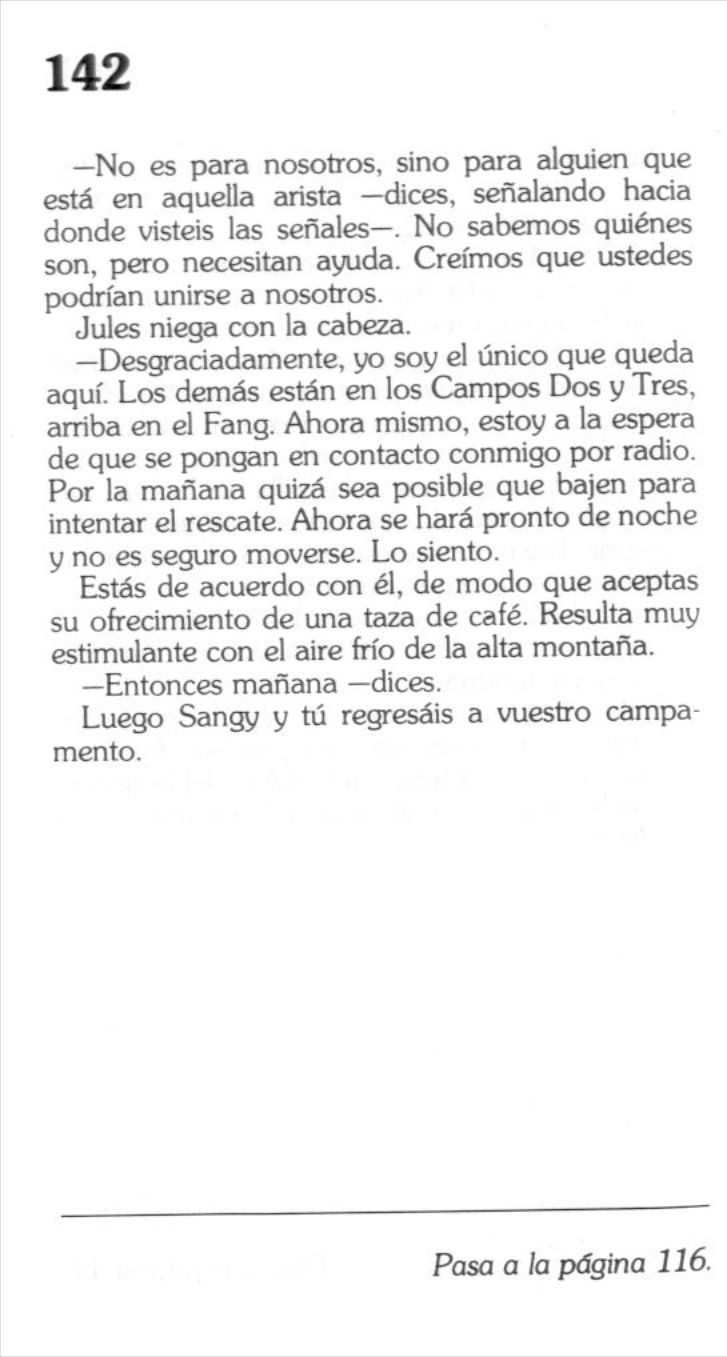 142
—No es para nosotros, sino para alguien que
está en aquella arista —dices, señalando hacia
donde visteis las señales—. No sabemos quiénes
son, pero necesitan ayuda. Creímos que ustedes
podrían unirse a nosotros.
Jules niega con la cabeza.
—Desgraciadamente, yo soy el único que queda
aquí. Los demás están en los Campos Dos y Tres,
arriba en el Fang. Ahora mismo, estoy a la espera
de que se pongan en contacto conmigo por radio.
Por la mañana quizá sea posible que bajen para
intentar el rescate. Ahora se hará pronto de noche
y no es seguro moverse. Lo siento.
Estás de acuerdo con él, de modo que aceptas
su ofrecimiento de una taza de café. Resulta muy
estimulante con el aire frío de la alta montaña.
—Entonces mañana —dices.
Luego Sangy y tú regresáis a vuestro campa-
mento.
Pasa a la página 116.